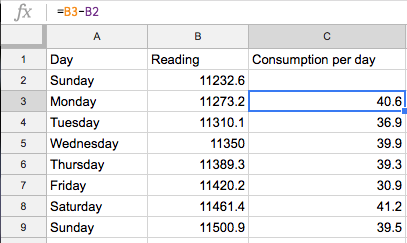 fx =B3-B2
A B C
1 Day Reading Consumption per day
2 Sunday 11232.6
3 Monday 11273.2 40.6
4 Tuesday 11310.1 36.9
5 Wednesday 11350 39.9
6 Thursday 11389.3 39.3
7 Friday 11420.2 30.9
8 Saturday 11461.4 41.2
9 Sunday 11500.9 39.5